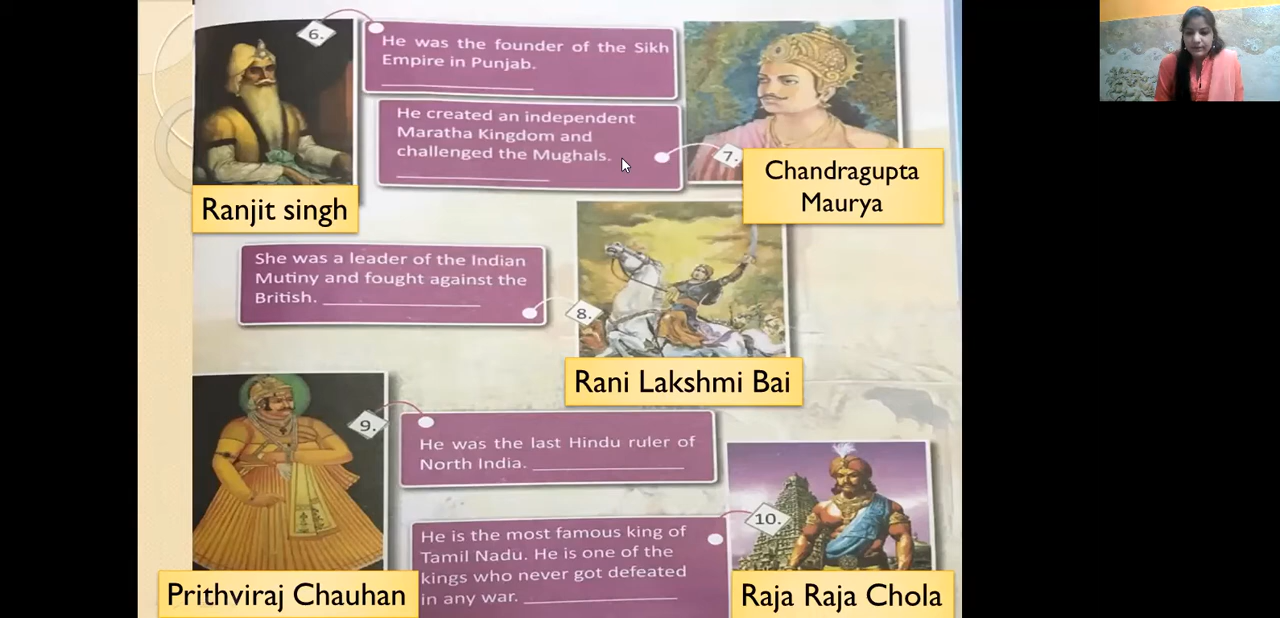 6.
He was the founder of the Sikh
Empire in Punjab.
He created an independent
Maratha Kingdom and
challenged the Mughals.
7.
Ranjit singh
Chandragupta
Maurya
She was a leader of the Indian
Mutiny and fought against the
British.
8.
Rani Lakshmi Bai
9.
He was the last Hindu ruler of
North India.
He is the most famous king of
Tamil Nadu. He is one of the
kings who never got defeated
in any war.
10.
Prithviraj Chauhan
Raja Raja Chola